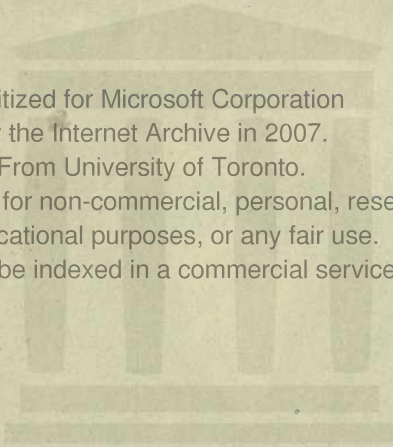 itized for Microsoft Corporation
the Internet Archive in 2007.
From University of Toronto.
for non-commercial, personal, rese
cational purposes, or any fair use.
be indexed in a commercial service